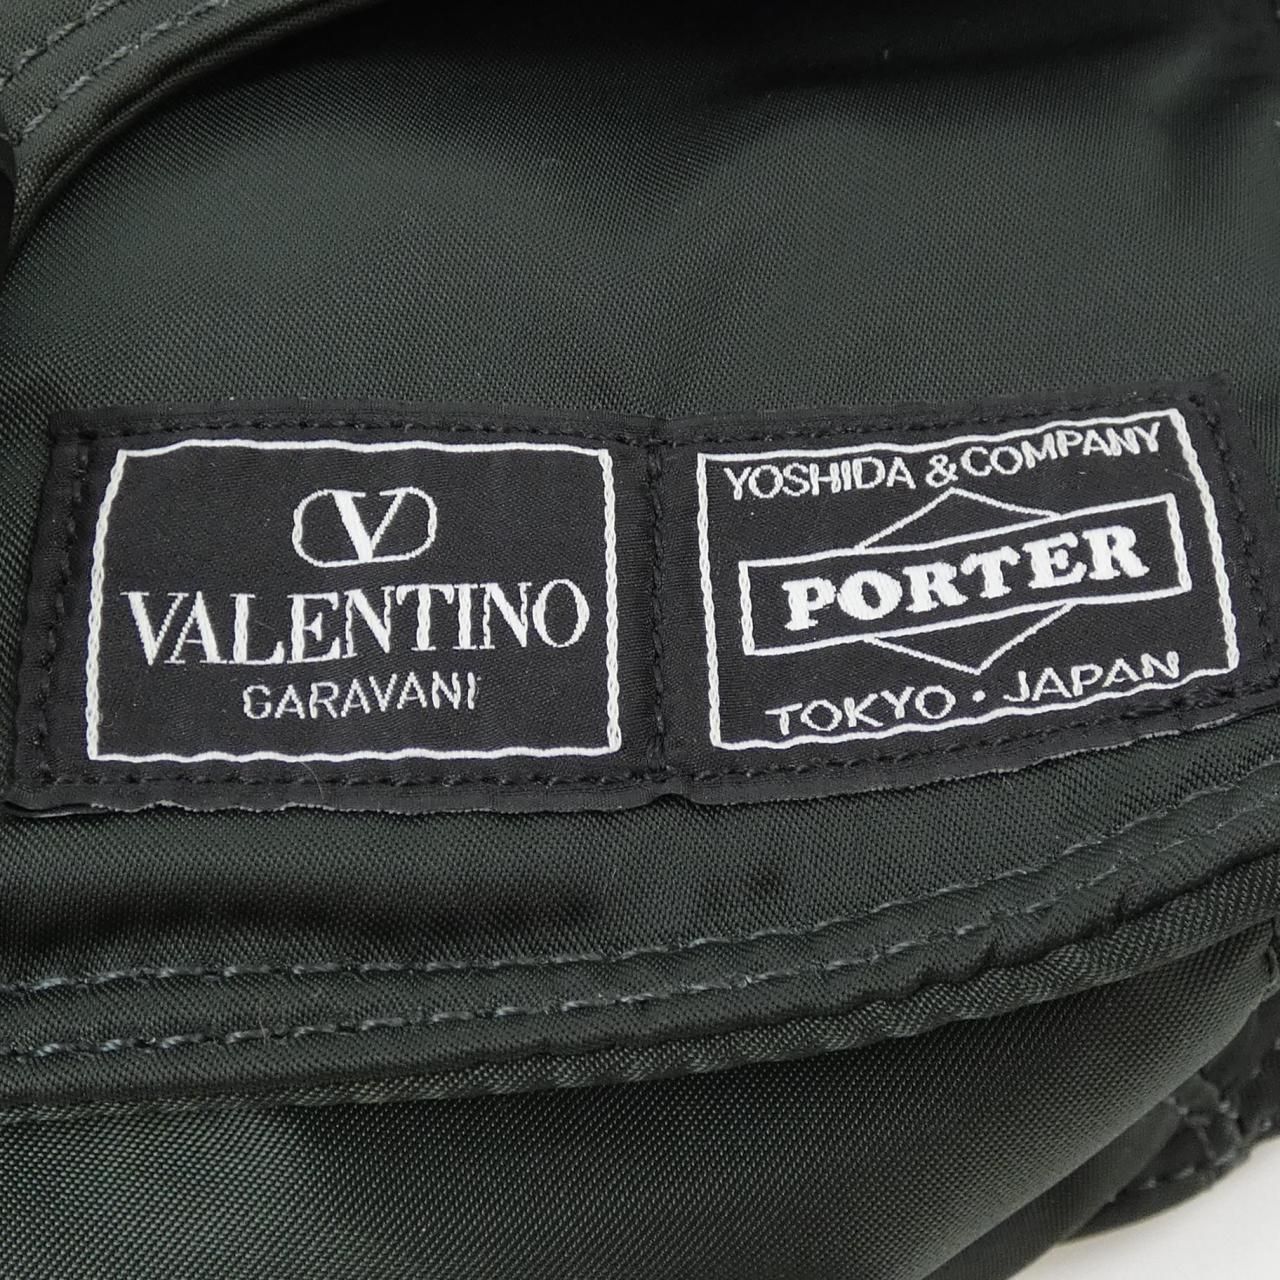 V
VALENTINO
GARAVANI
YOSHIDA & COMPANY
PORTER
TOKYO · JAPAN